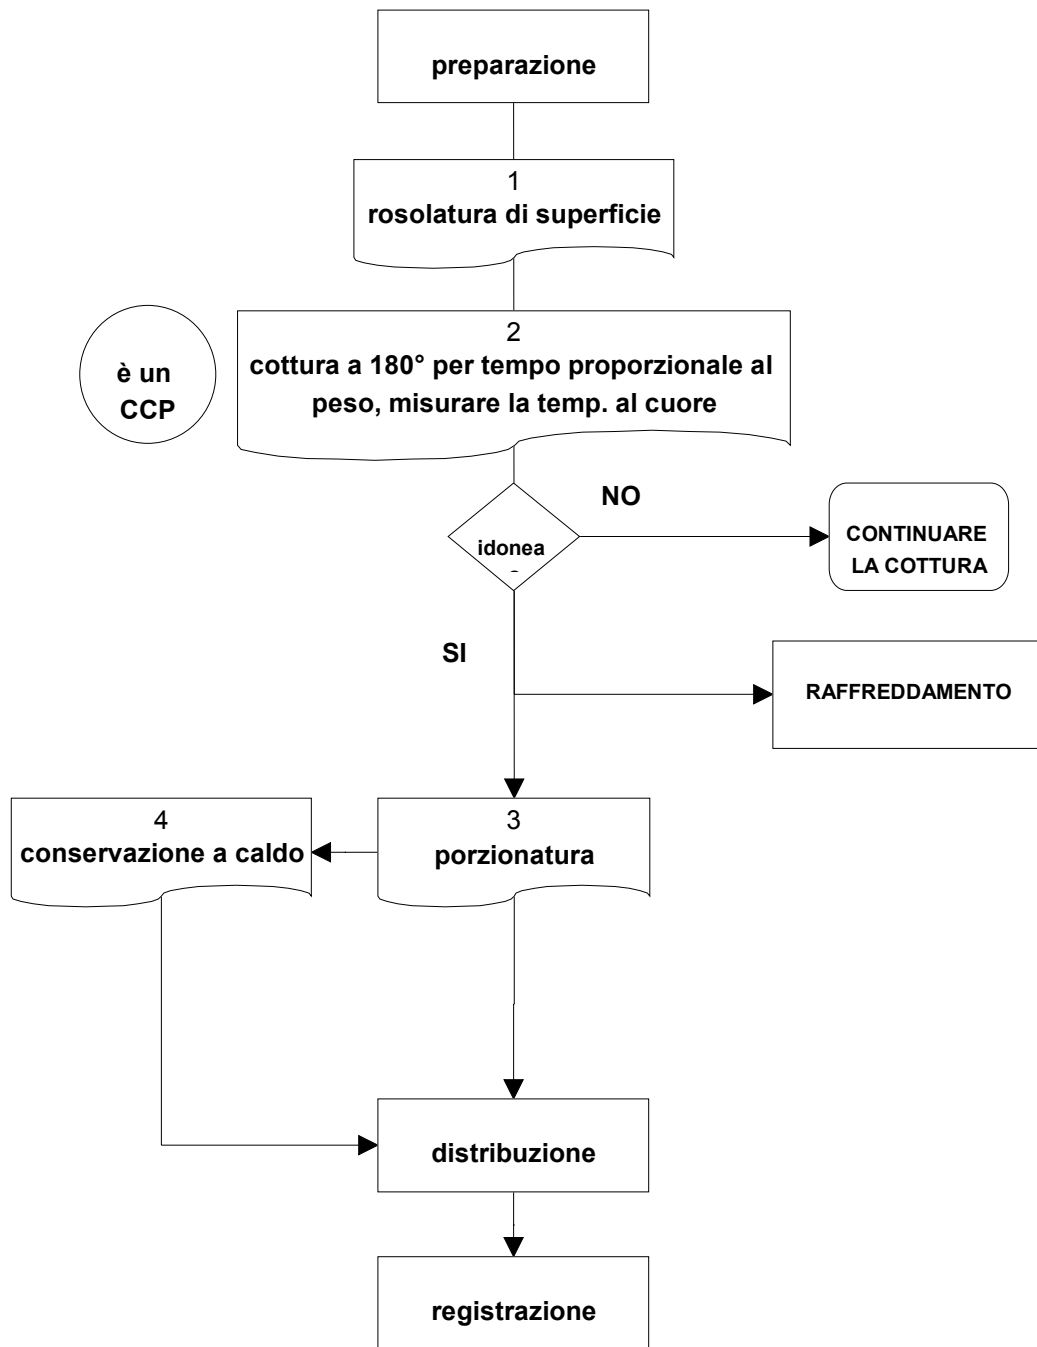 preparazione
1
rosolatura di superficie
2
cottura a 180° per tempo proporzionale al
peso, misurare la temp. al cuore
è un
CCP
NO
idonea
CONTINUARE
LA COTTURA
SI
RAFFREDDAMENTO
4
conservazione a caldo
3
porzionatura
distribuzione
registrazione